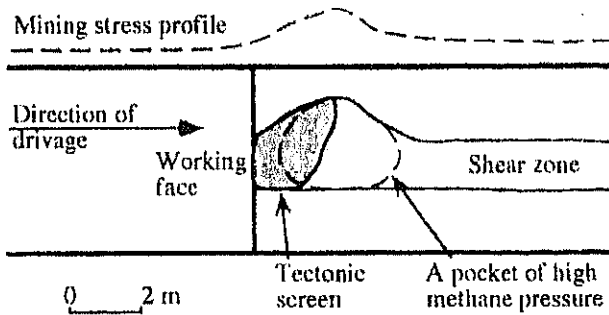 Mining stress profile
Direction of
drivage
Working
face
Shear zone
Tectonic
screen
A pocket of high
methane pressure
0 2 m